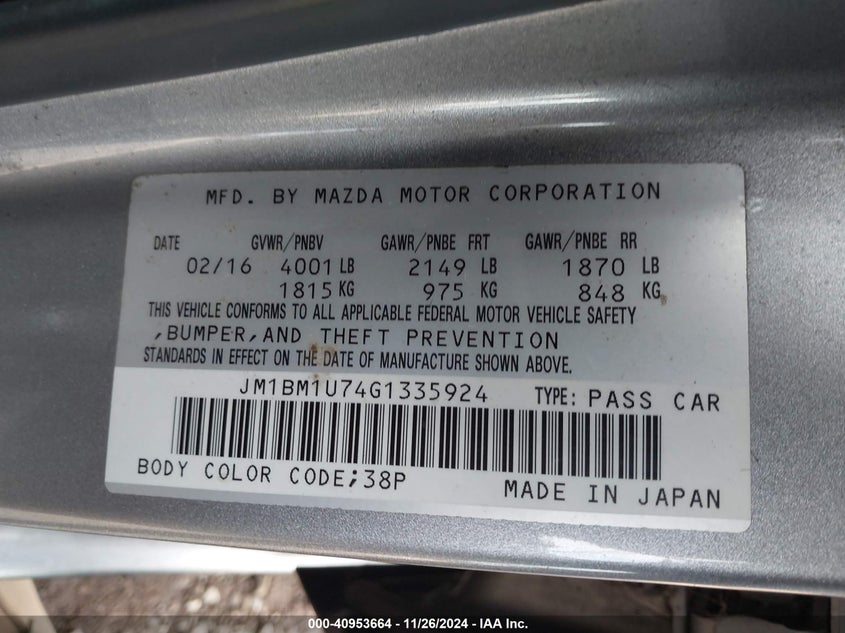 MFD. BY MAZDA MOTOR CORPORATION
DATE GVWR/PNBV GAWR/PNBE FRT GAWR/PNBE RR
02/16 4001 LB 2149 LB 1870 LB
1815 KG 975 KG 848 KG
THIS VEHICLE CONFORMS TO ALL APPLICABLE FEDERAL MOTOR VEHICLE SAFETY
,BUMPER,AND THEFT PREVENTION
STANDARDS IN EFFECT ON THE DATE OF MANUFACTURE SHOWN ABOVE.
JM1BM1U74G1335924 TYPE: PASS CAR
BODY COLOR CODE;38P MADE IN JAPAN
000-40953664 - 11/26/2024 - IAA Inc.